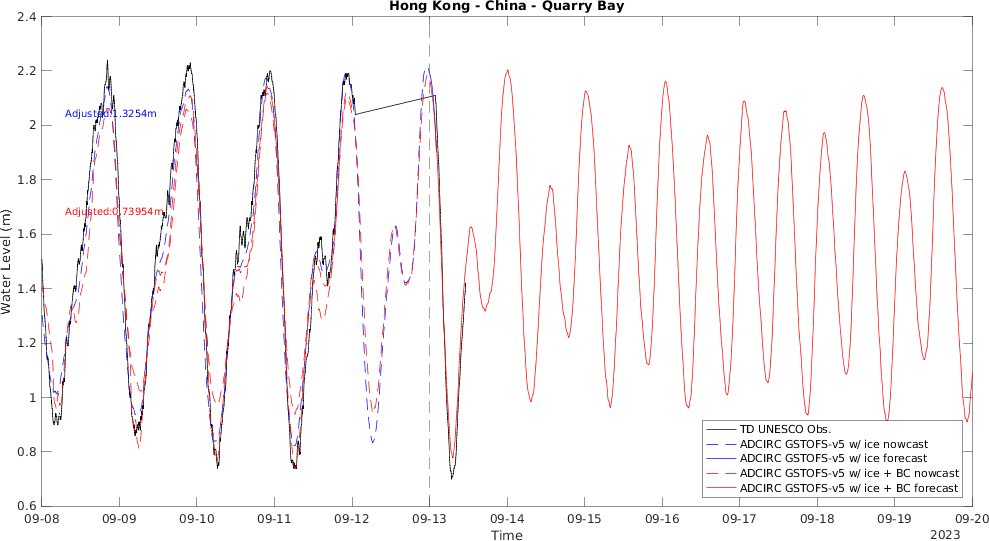 Hong Kong - China - Quarry Bay
2.4
2.2
2
1.8
1.6
1.4
1.2
1
0.8
0.6
Water Level (m)
Adjusted:1.3254m
Adjusted:0.73954m
TD UNESCO Obs.
ADCIRC GSTOFS-v5 w/ ice nowcast
ADCIRC GSTOFS-v5 w/ ice forecast
ADCIRC GSTOFS-v5 w/ ice + BC nowcast
ADCIRC GSTOFS-v5 w/ ice + BC forecast
09-08 09-09 09-10 09-11 09-12 09-13 09-14 09-15 09-16 09-17 09-18 09-19 09-20
Time
2023